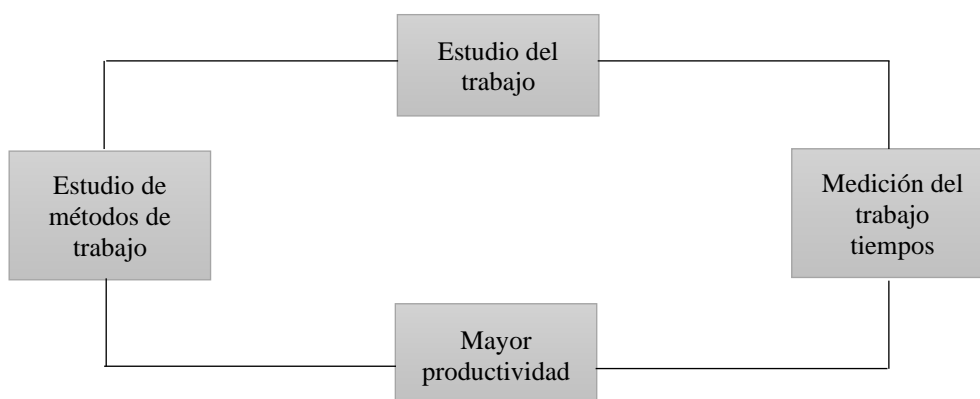 Estudio del
trabajo
Estudio de
métodos de
trabajo
Medición del
trabajo
tiempos
Mayor
productividad